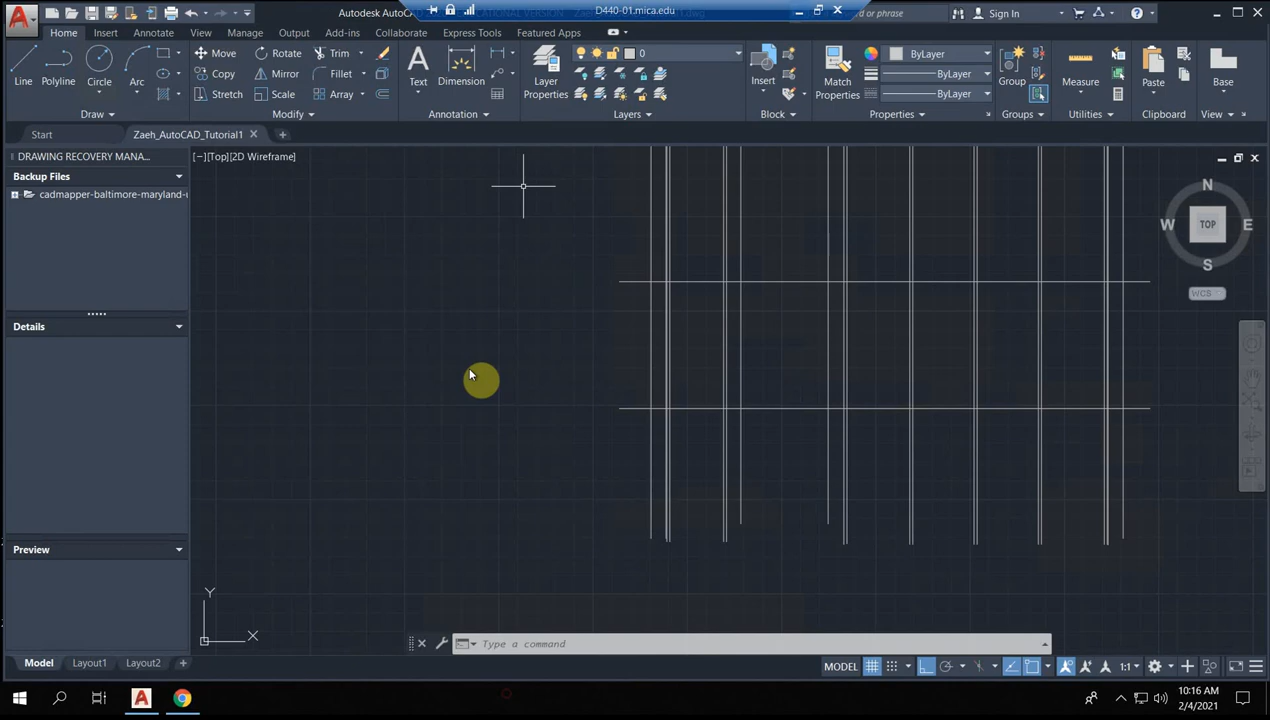 Autodesk AutoCAD
D440-01.mica.edu
or phrase
Sign In
Home Insert Annotate View Manage Output Add-ins Collaborate Express Tools Featured Apps
Line Polyline Circle Arc
Move Rotate Trim
Copy Mirror Fillet
Stretch Scale Array
Text Dimension
Layer Properties
0
Insert
Match Properties
ByLayer
ByLayer
ByLayer
Group
Measure
Paste
Base
Draw Modify Annotation Layers Block Properties Groups Utilities Clipboard View
Start Zaeh_AutoCAD_Tutorial1
DRAWING RECOVERY MANA...
[−][Top][2D Wireframe]
Backup Files
cadmapper-baltimore-maryland-u
N
W TOP E
S
WCS
Details
Preview
Y
X
Type a command
Model Layout1 Layout2
MODEL 1:1
10:16 AM
2/4/2021